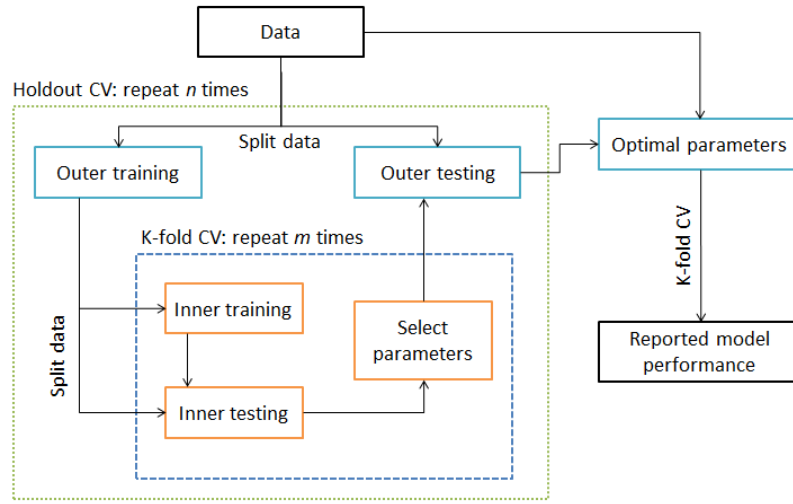 Data
Holdout CV: repeat n times
Split data
Outer training
Outer testing
Optimal parameters
K-fold CV: repeat m times
K-fold CV
Inner training
Select
parameters
Split data
Inner testing
Reported model
performance